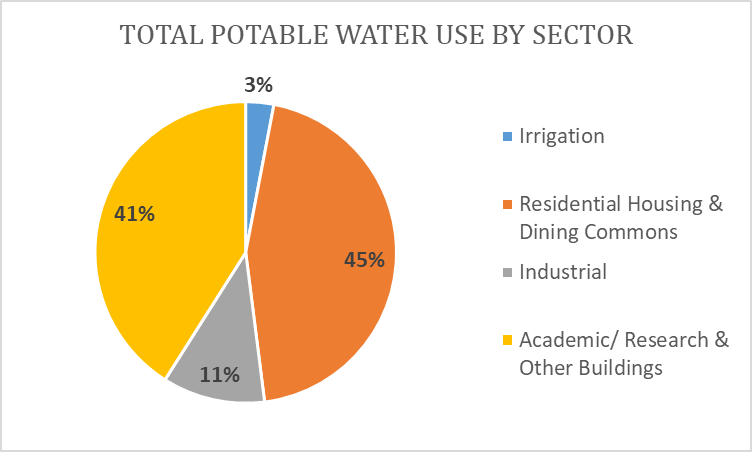 TOTAL POTABLE WATER USE BY SECTOR
3%
45%
11%
41%
Irrigation
Residential Housing &
Dining Commons
Industrial
Academic/ Research &
Other Buildings